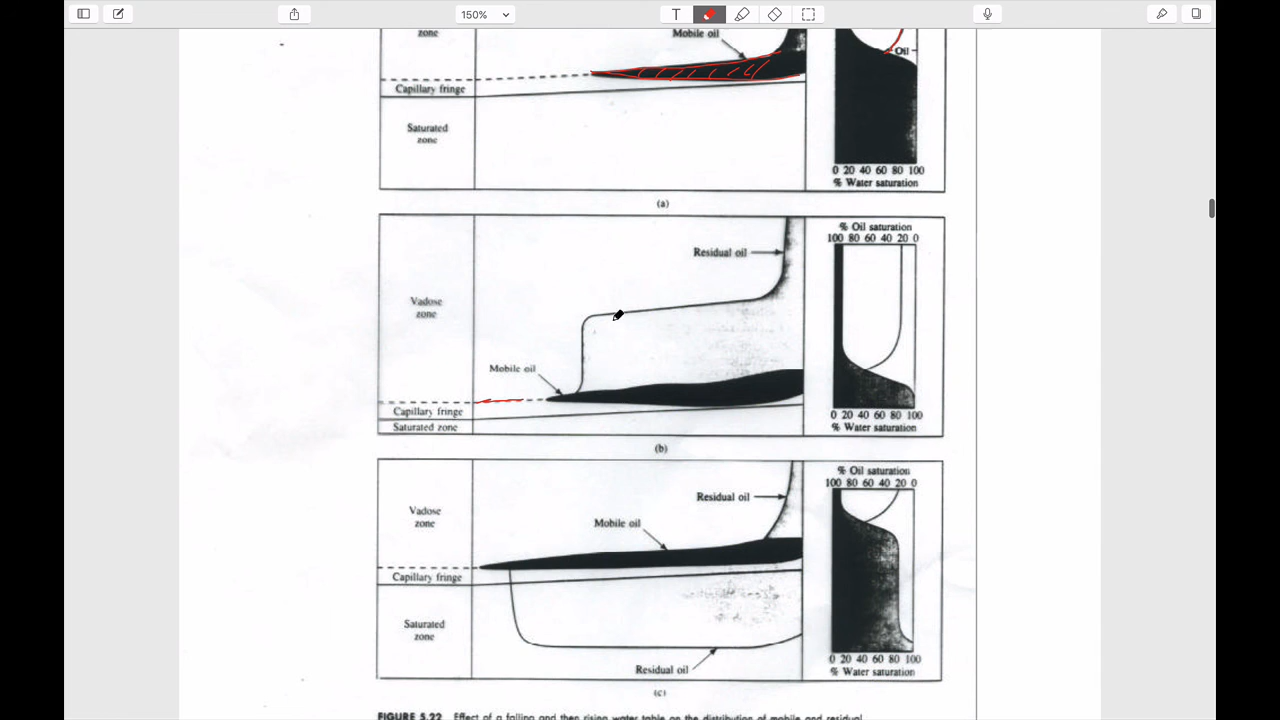 150%
T
zone
Mobile oil
Oil
Capillary fringe
Saturated
zone
0 20 40 60 80 100
% Water saturation
(a)
% Oil saturation
100 80 60 40 20 0
Residual oil
Vadose
zone
Mobile oil
Capillary fringe
Saturated zone
0 20 40 60 80 100
% Water saturation
(b)
% Oil saturation
100 80 60 40 20 0
Residual oil
Vadose
zone
Mobile oil
Capillary fringe
Saturated
zone
Residual oil
0 20 40 60 80 100
% Water saturation
(c)
FIGURE 5.22 Effect of a falling and then rising water table on the distribution of mobile and residual